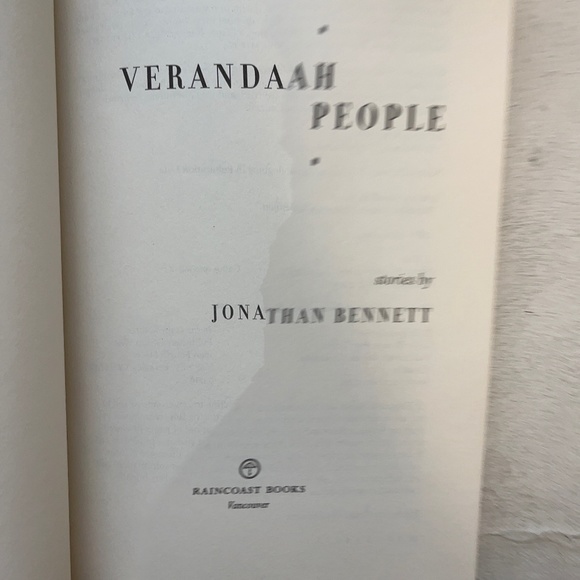 VERANDAAH
PEOPLE
stories by
JONATHAN BENNETT
RAINCOAST BOOKS
Vancouver